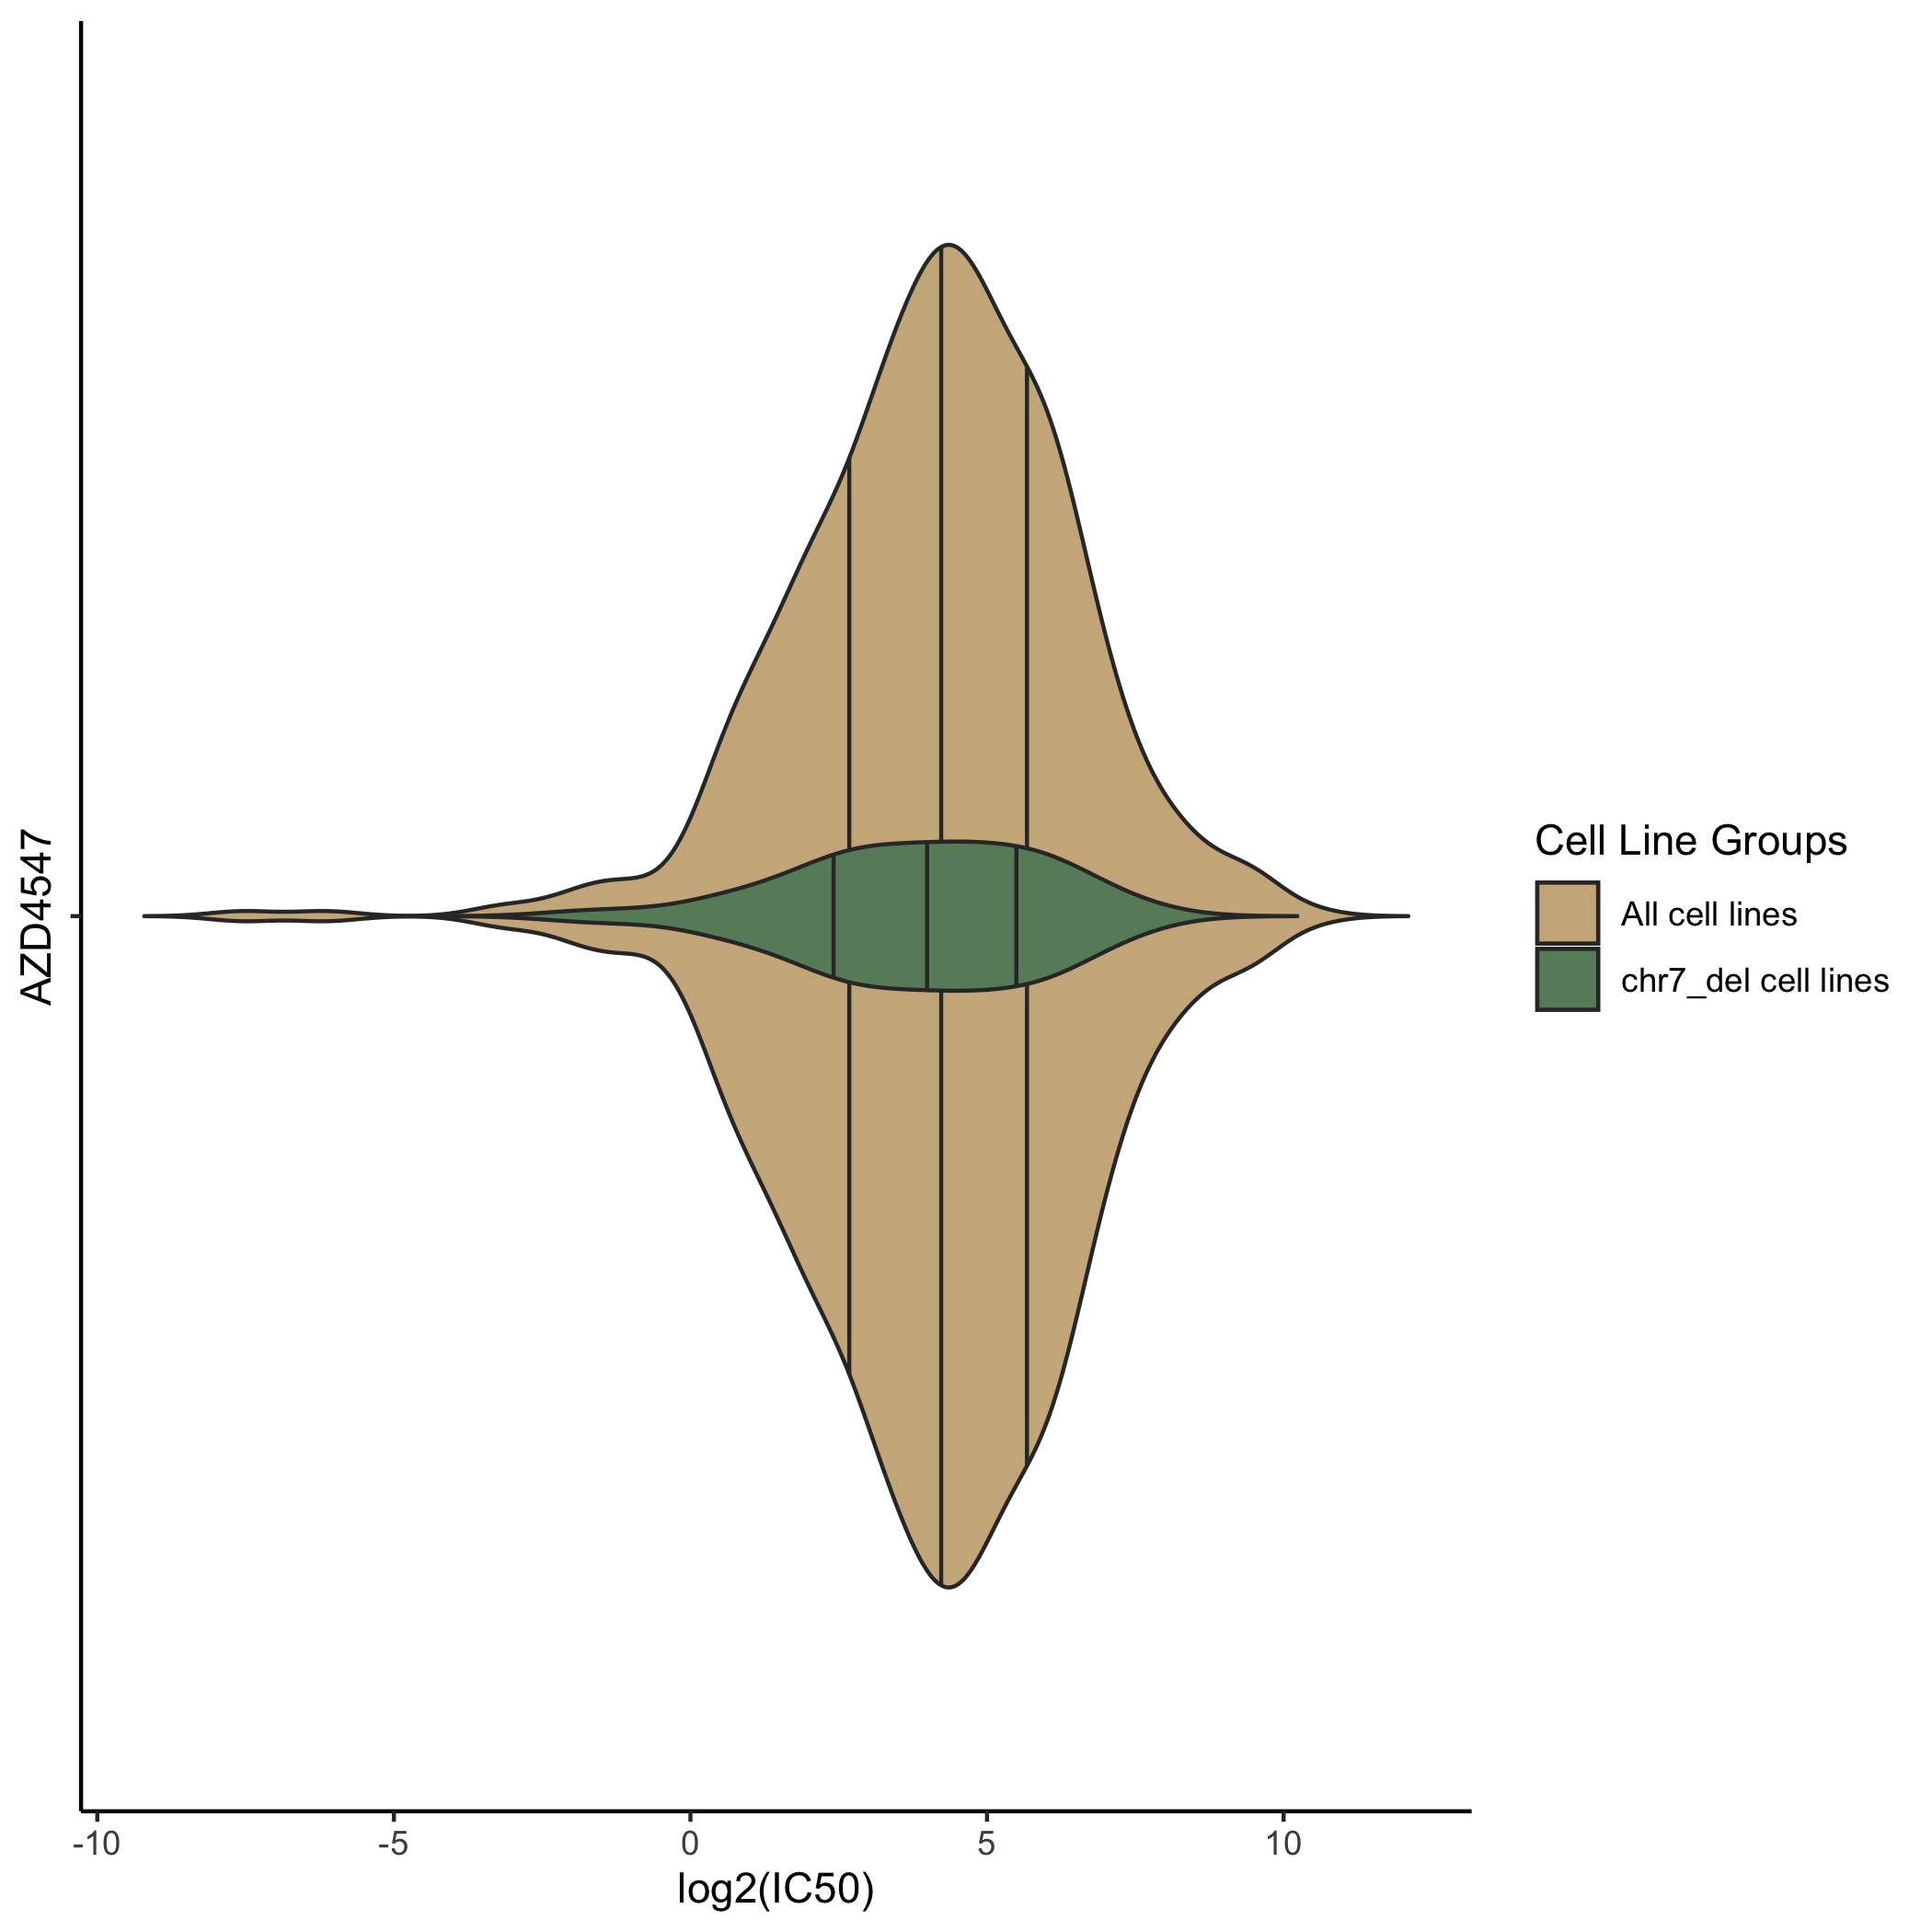 AZD4547
-10
-5
0
5
10
log2(IC50)
Cell Line Groups
All cell lines
chr7_del cell lines